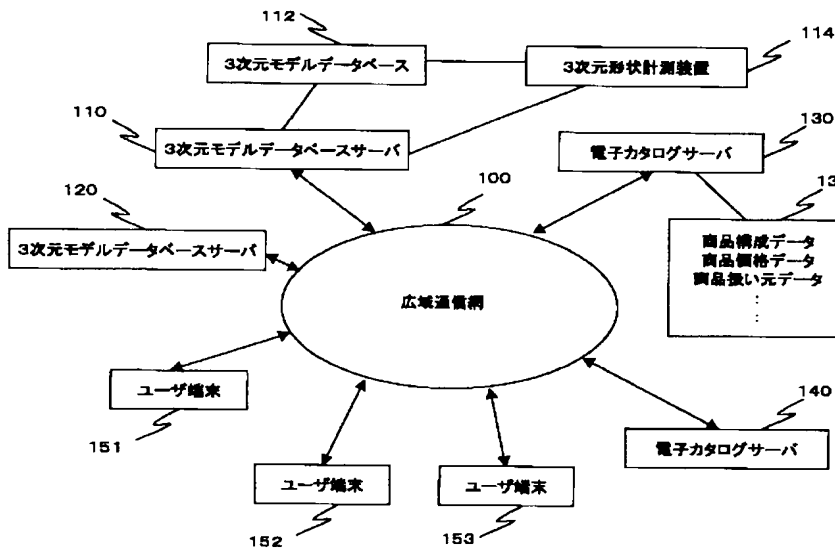 112
3次元モデルデータベース
114
3次元形状計測装置
110
3次元モデルデータベースサーバ
130
電子カタログサーバ
100
120
3次元モデルデータベースサーバ
商品構成データ
商品価格データ
商品扱い元データ
広域通信網
ユーザ端末
151
140
電子カタログサーバ
ユーザ端末
152
ユーザ端末
153